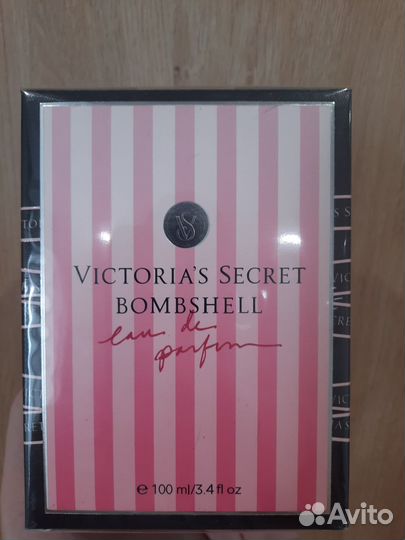 VS
VICTORIA'S SECRET
BOMBSHELL
eau de
parfum
e 100 ml/3.4 fl oz
Avito